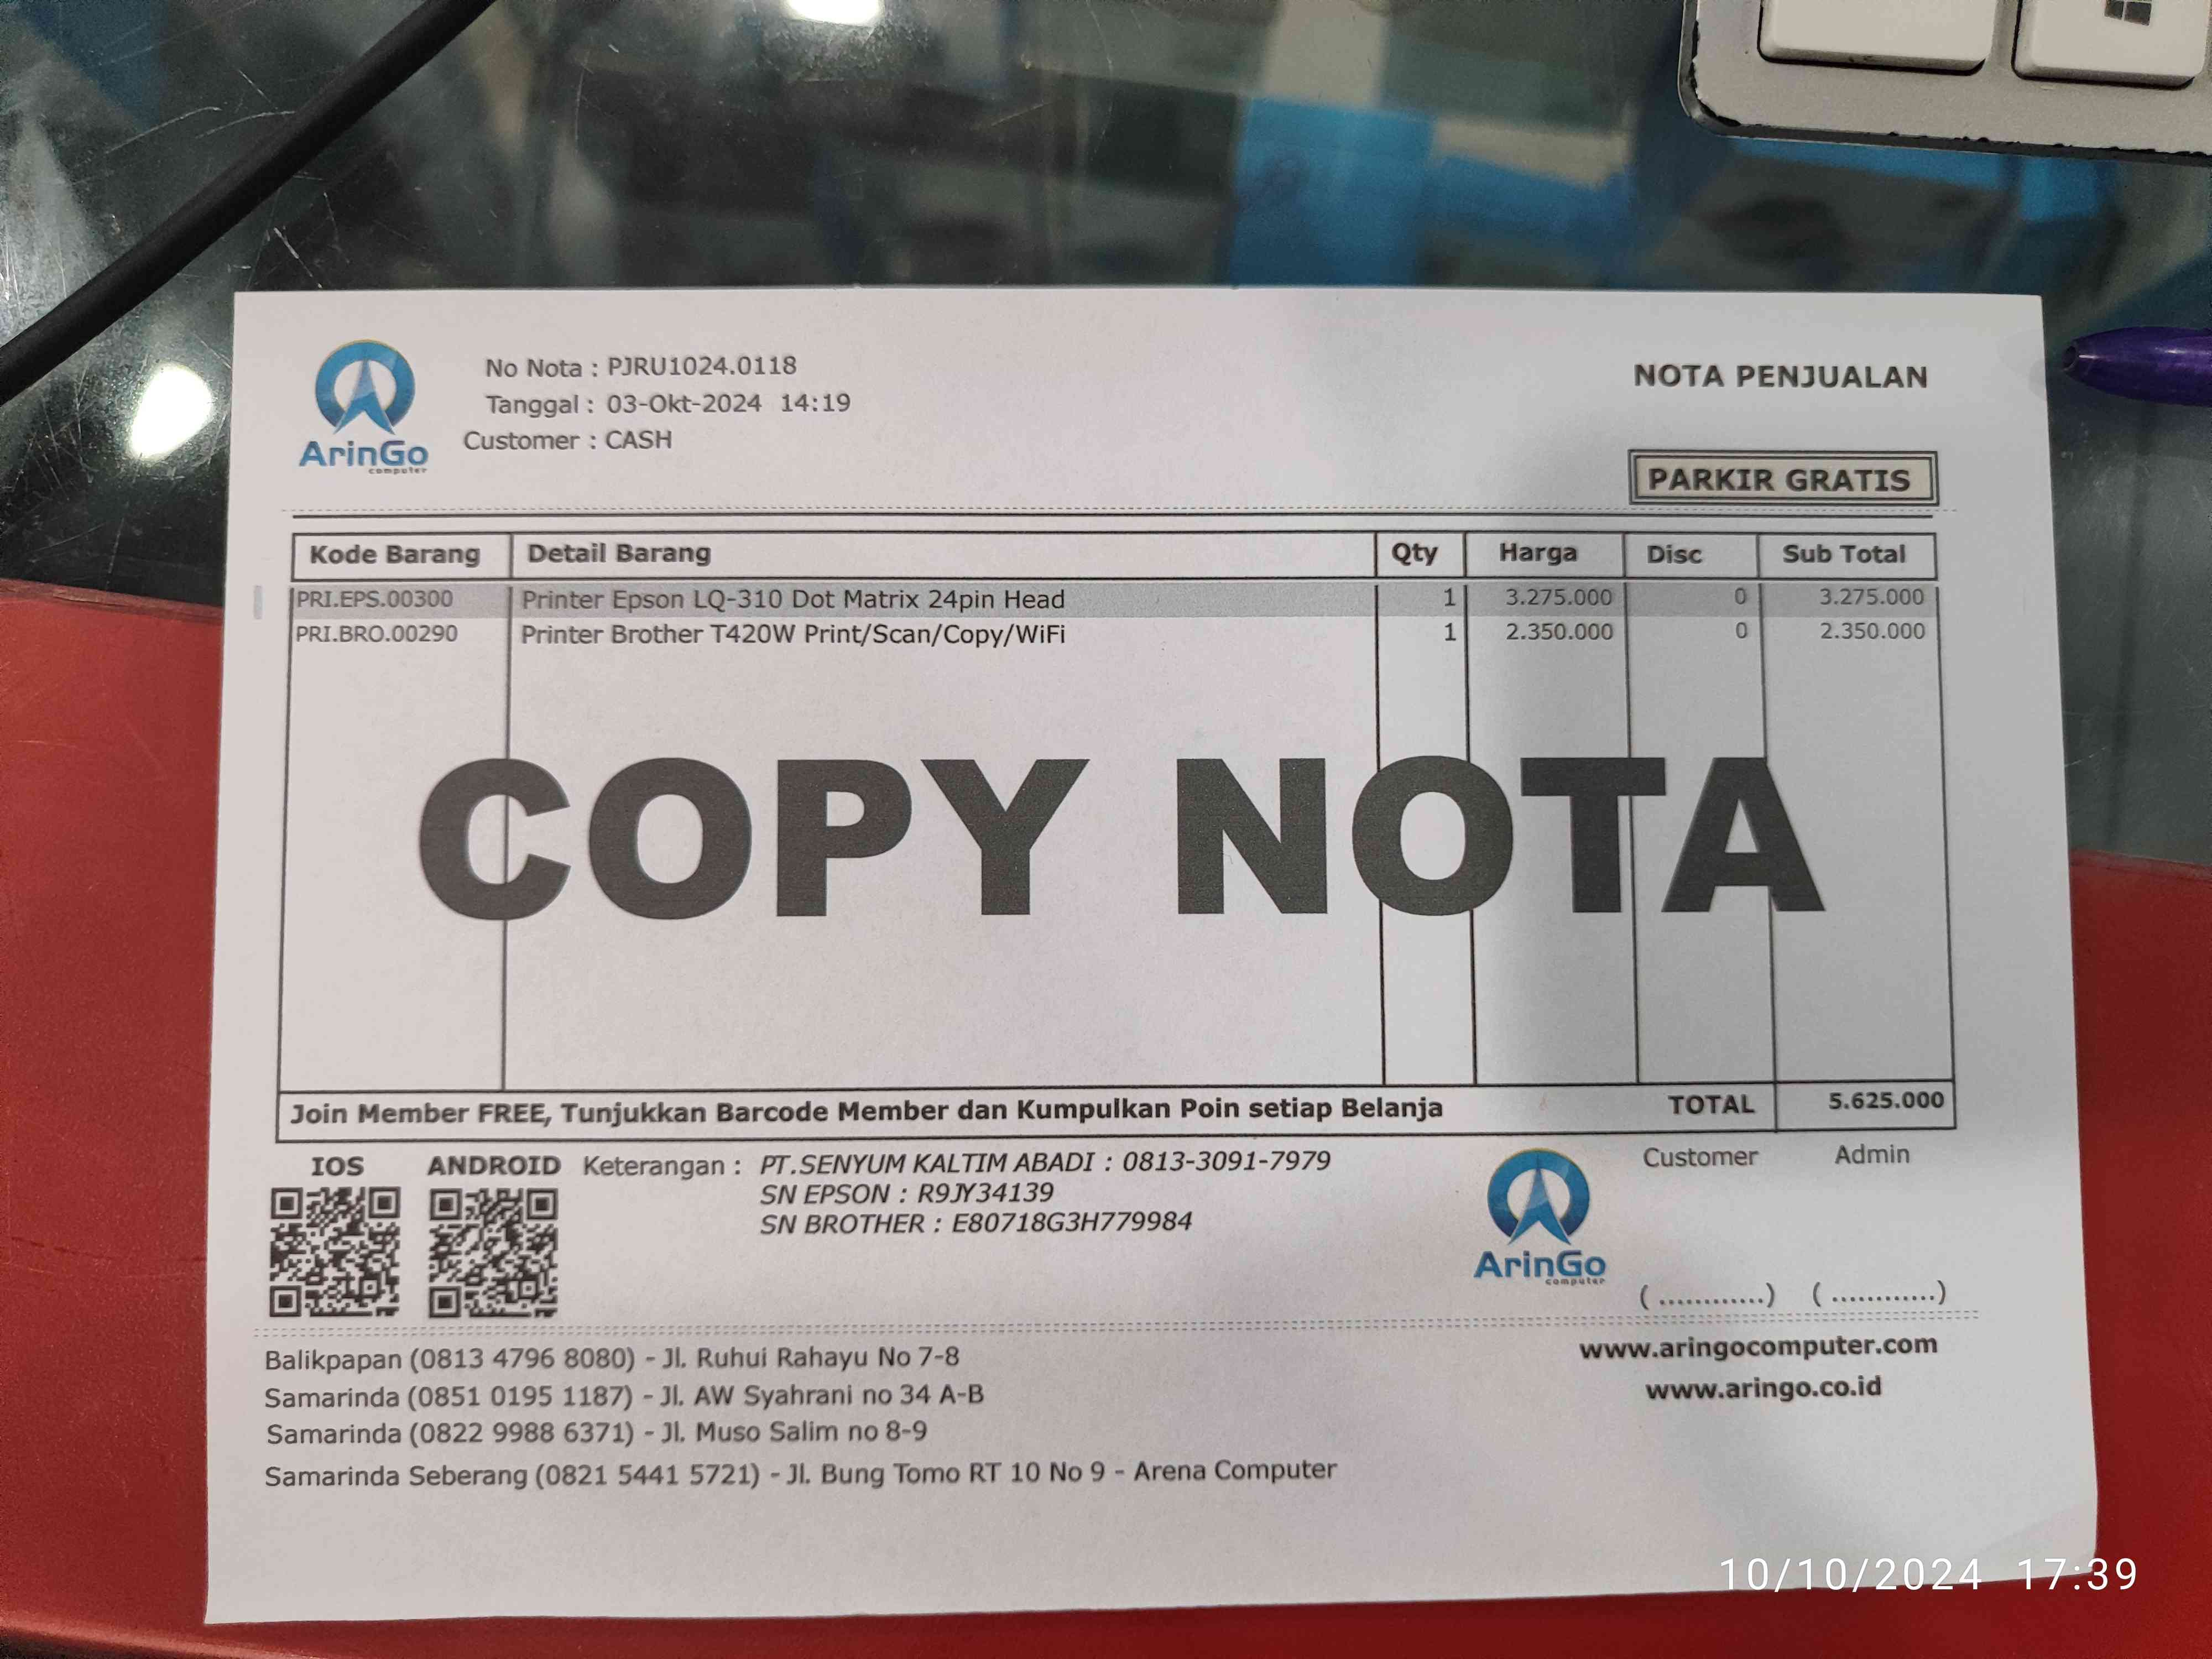 ArinGo
computer
No Nota : PJRU1024.0118
Tanggal : 03-Okt-2024 14:19
Customer : CASH
NOTA PENJUALAN
PARKIR GRATIS
Kode Barang Detail Barang Qty Harga Disc Sub Total
PRI.EPS.00300 Printer Epson LQ-310 Dot Matrix 24pin Head 1 3.275.000 0 3.275.000
PRI.BRO.00290 Printer Brother T420W Print/Scan/Copy/WiFi 1 2.350.000 0 2.350.000
COPY NOTA
Join Member FREE, Tunjukkan Barcode Member dan Kumpulkan Poin setiap Belanja TOTAL 5.625.000
IOS ANDROID Keterangan : PT.SENYUM KALTIM ABADI : 0813-3091-7979
SN EPSON : R9JY34139
SN BROTHER : E80718G3H779984
ArinGo
computer
Customer Admin
( ............) ( ............)
Balikpapan (0813 4796 8080) - Jl. Ruhui Rahayu No 7-8
Samarinda (0851 0195 1187) - Jl. AW Syahrani no 34 A-B
Samarinda (0822 9988 6371) - Jl. Muso Salim no 8-9
Samarinda Seberang (0821 5441 5721) - Jl. Bung Tomo RT 10 No 9 - Arena Computer
www.aringocomputer.com
www.aringo.co.id
10/10/2024 17:39